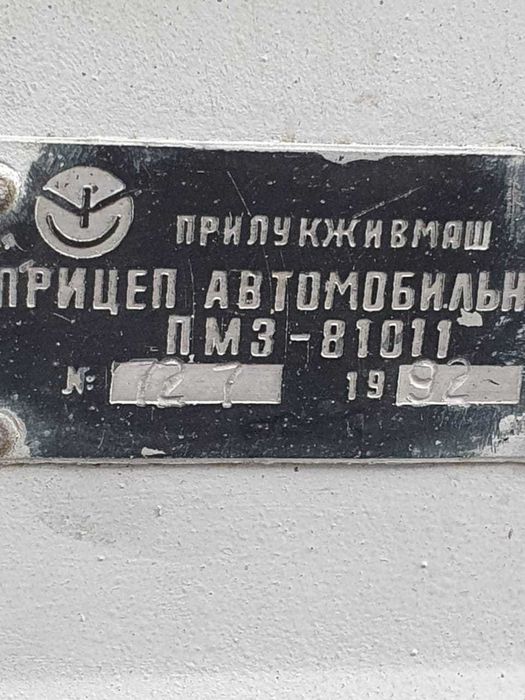 ПРИЛУКЖИВМАШ
ПРИЦЕП АВТОМОБИЛЬН
ПМЗ-81011
№: 127 1992